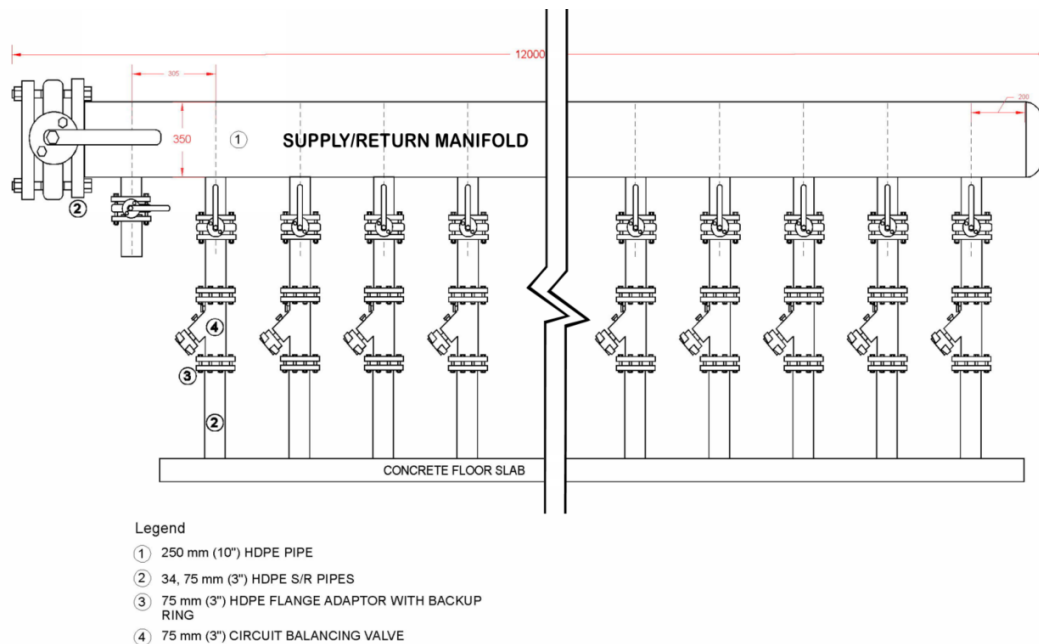 12000
305
200
350
① SUPPLY/RETURN MANIFOLD
②
④
③
②
CONCRETE FLOOR SLAB
Legend
① 250 mm (10") HDPE PIPE
② 34, 75 mm (3") HDPE S/R PIPES
③ 75 mm (3") HDPE FLANGE ADAPTOR WITH BACKUP
RING
④ 75 mm (3") CIRCUIT BALANCING VALVE